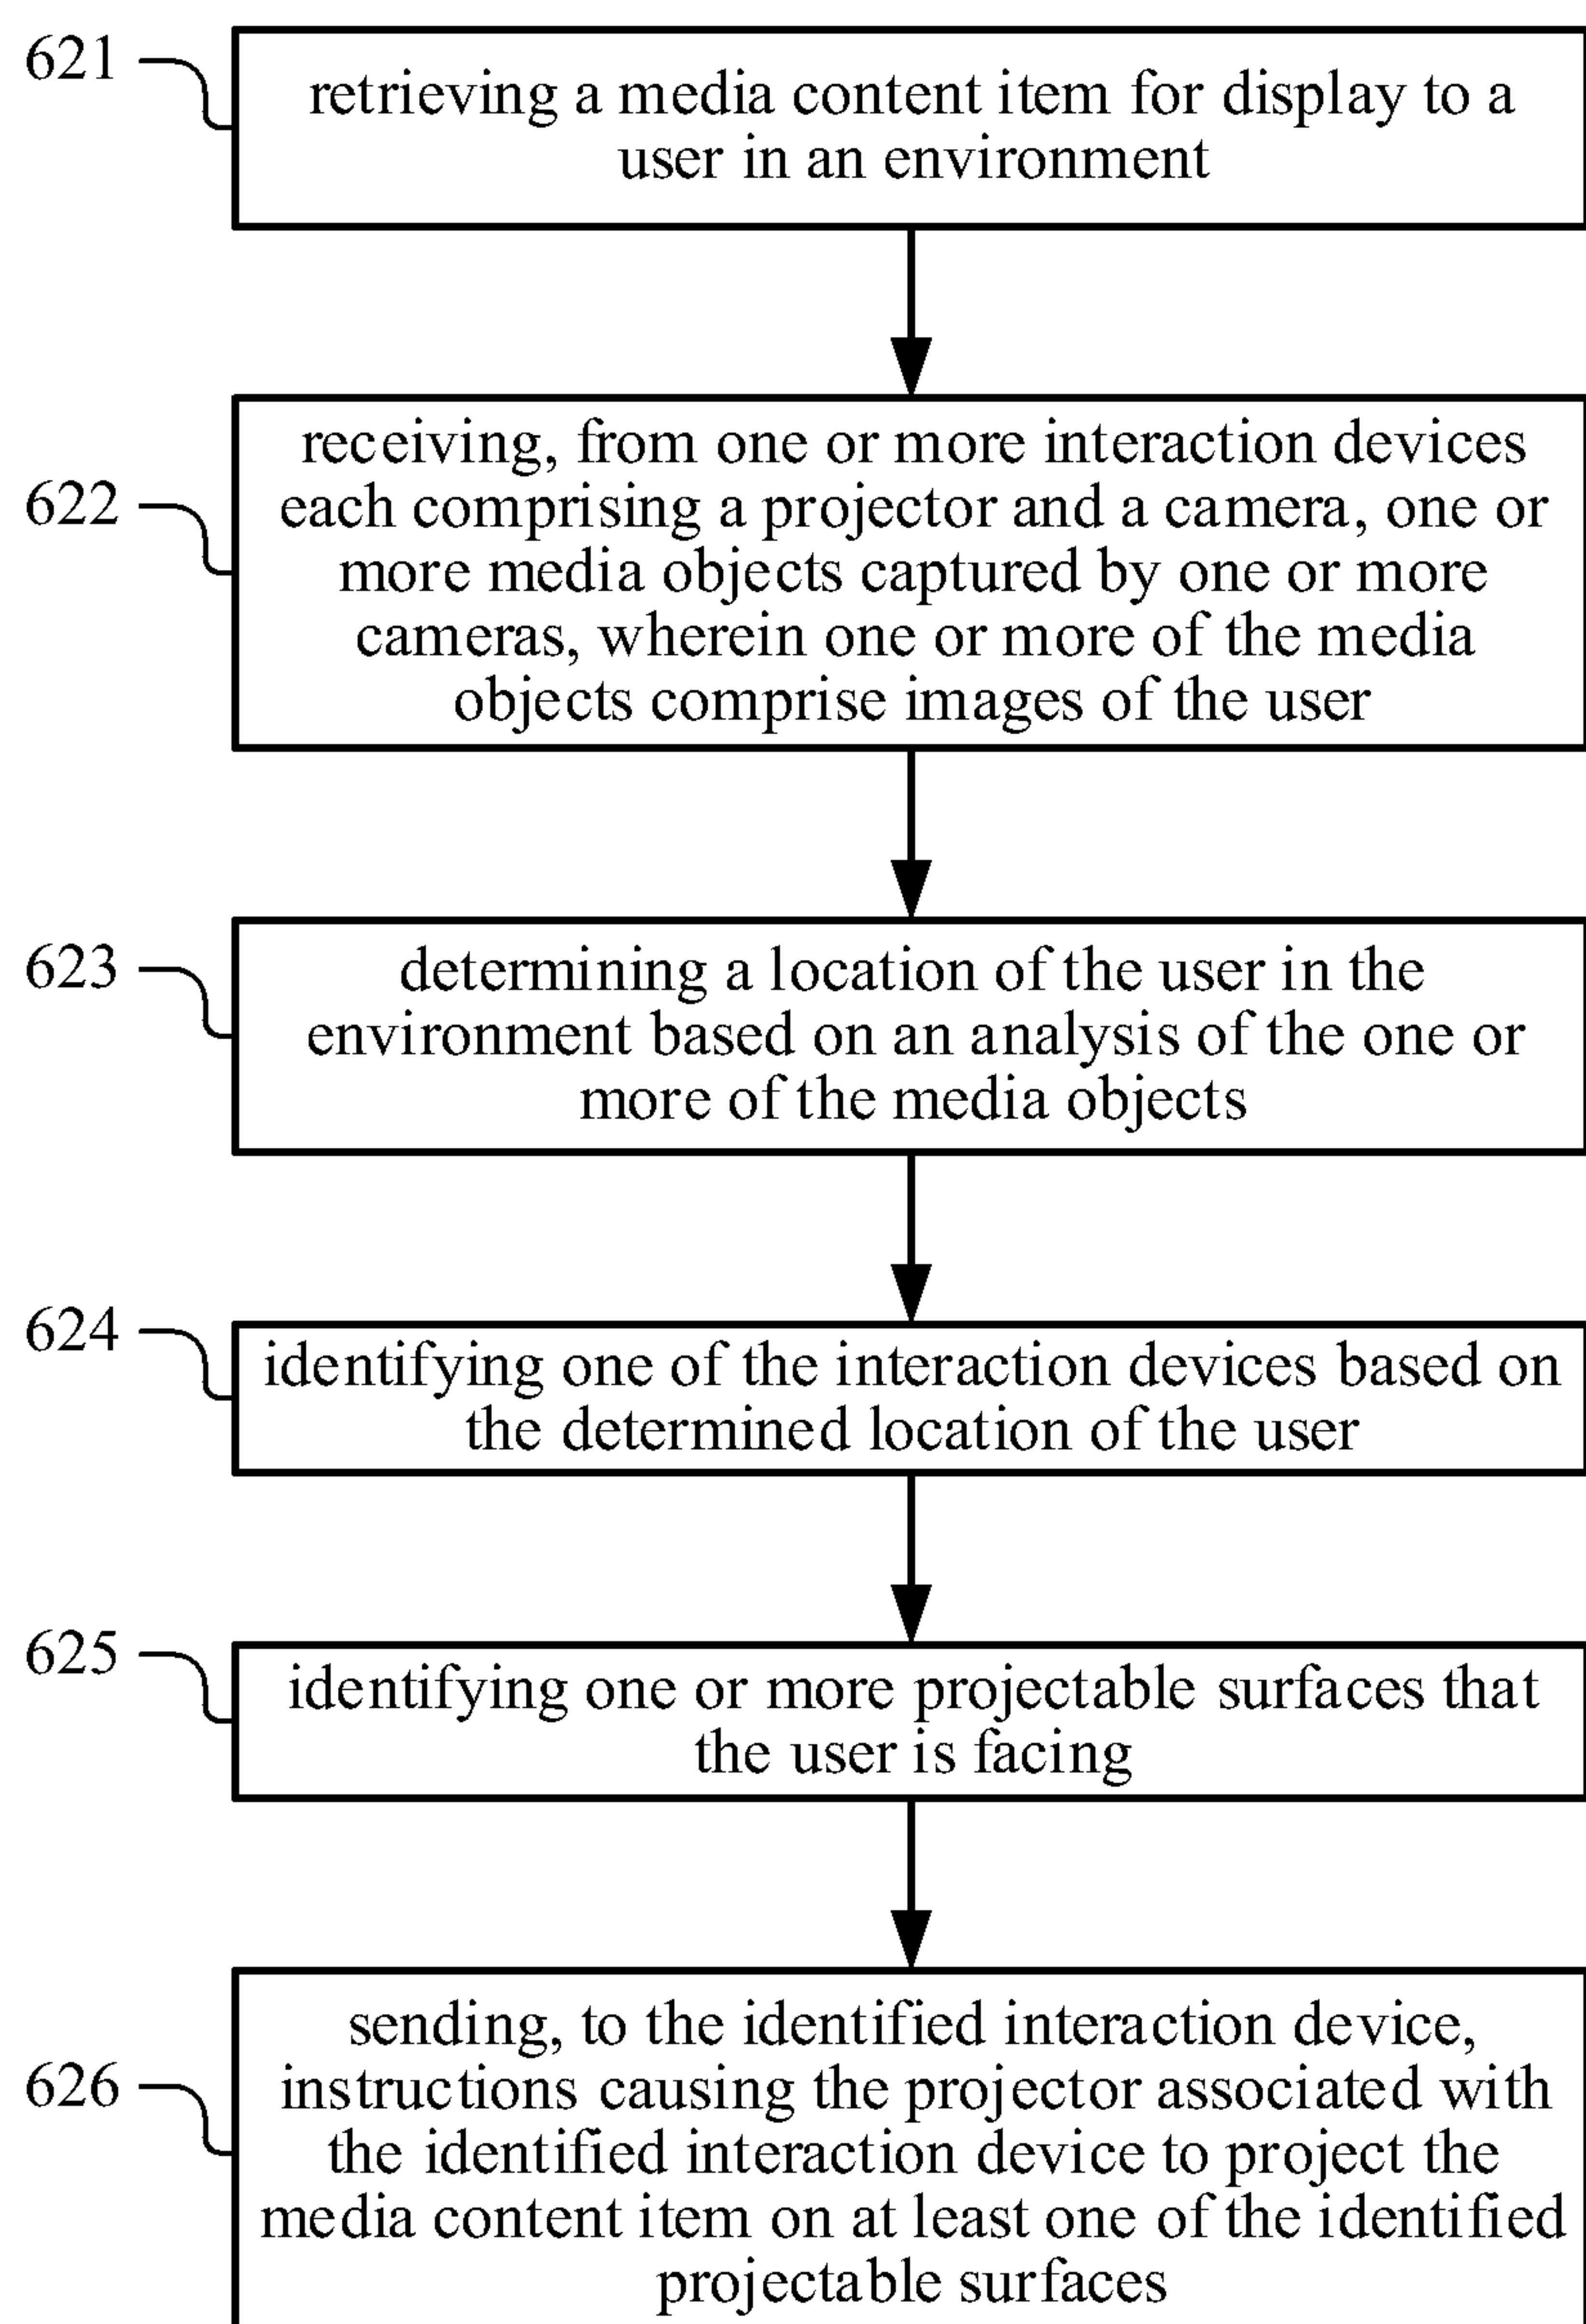 621
retrieving a media content item for display to a
user in an environment
622
receiving, from one or more interaction devices
each comprising a projector and a camera, one or
more media objects captured by one or more
cameras, wherein one or more of the media
objects comprise images of the user
623
determining a location of the user in the
environment based on an analysis of the one or
more of the media objects
624
identifying one of the interaction devices based on
the determined location of the user
625
identifying one or more projectable surfaces that
the user is facing
626
sending, to the identified interaction device,
instructions causing the projector associated with
the identified interaction device to project the
media content item on at least one of the identified
projectable surfaces